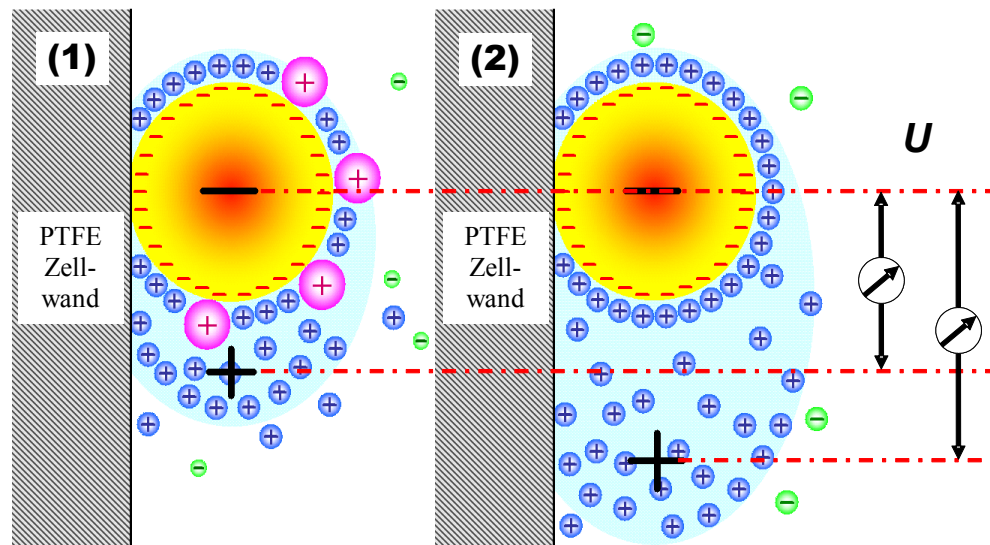 (1)
(2)
U
PTFE
Zell-
wand
PTFE
Zell-
wand